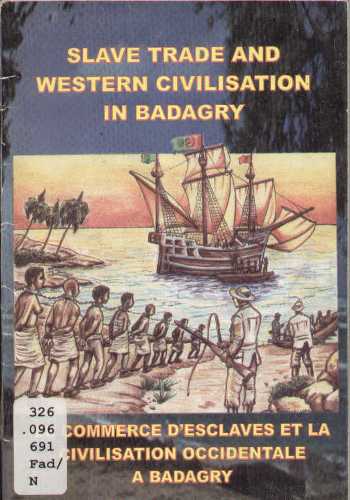 SLAVE TRADE AND
WESTERN CIVILISATION
IN BADAGRY
326
.096
691
Fad/
N
COMMERCE D'ESCLAVES ET LA
CIVILISATION OCCIDENTALE
A BADAGRY